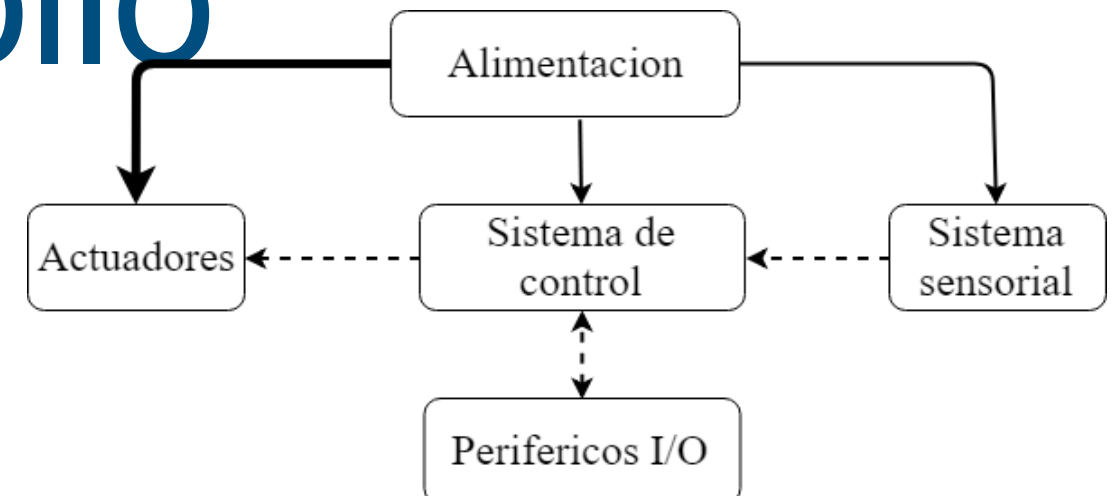 Alimentacion
Actuadores
Sistema de
control
Sistema
sensorial
Perifericos I/O